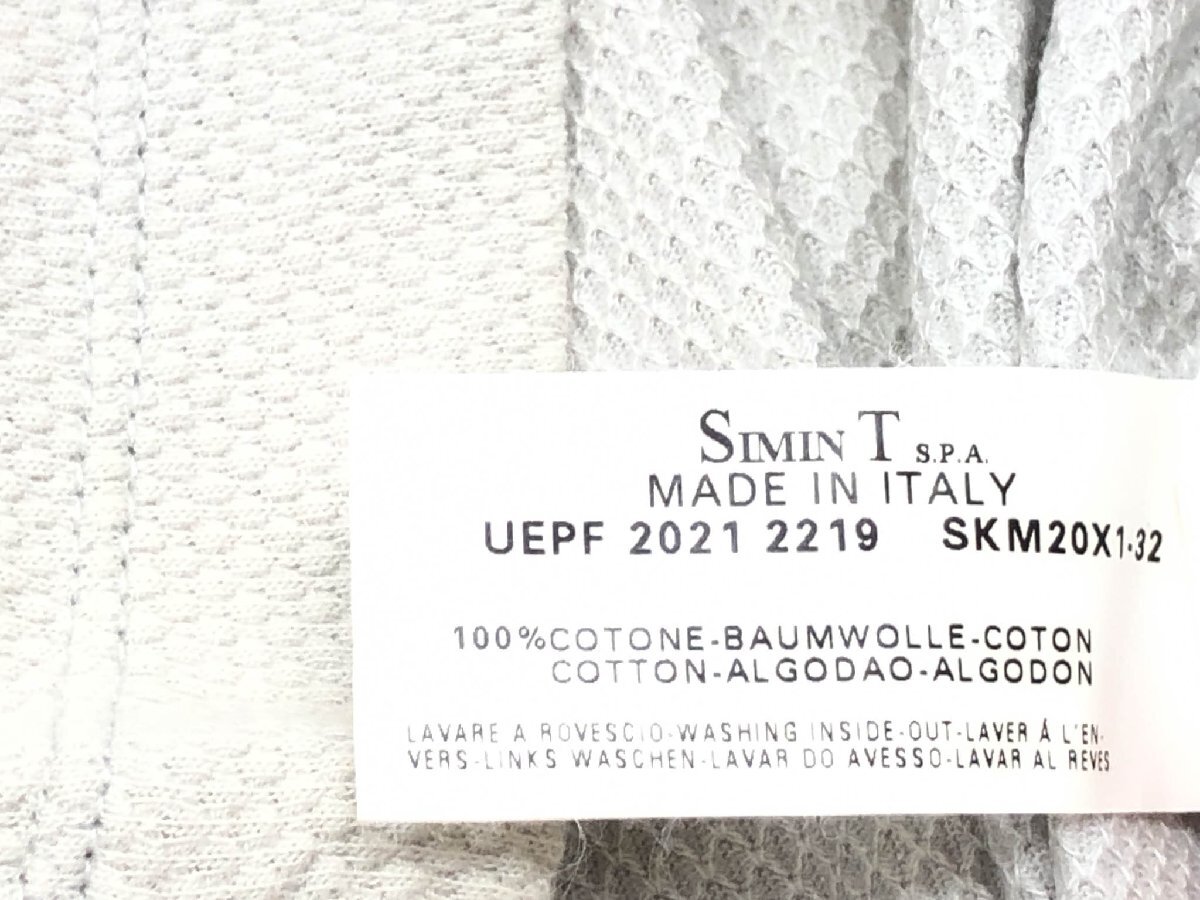 SIMIN T S.P.A.
MADE IN ITALY
UEPF 2021 2219 SKM20X1-32
100%COTONE-BAUMWOLLE-COTON
COTTON-ALGODAO-ALGODON
LAVARE A ROVESCIO-WASHING INSIDE-OUT-LAVER Á L'EN-
VERS-LINKS WASCHEN-LAVAR DO AVESSO-LAVAR AL REVES